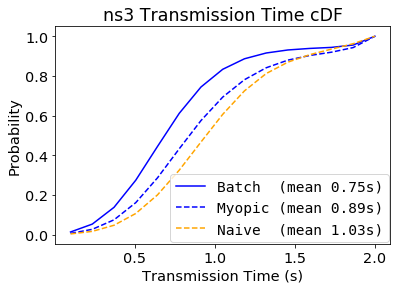 ns3 Transmission Time cDF
1.0
0.8
0.6
0.4
0.2
0.0
Probability
Batch  (mean 0.75s)
Myopic (mean 0.89s)
Naive  (mean 1.03s)
0.5 1.0 1.5 2.0
Transmission Time (s)